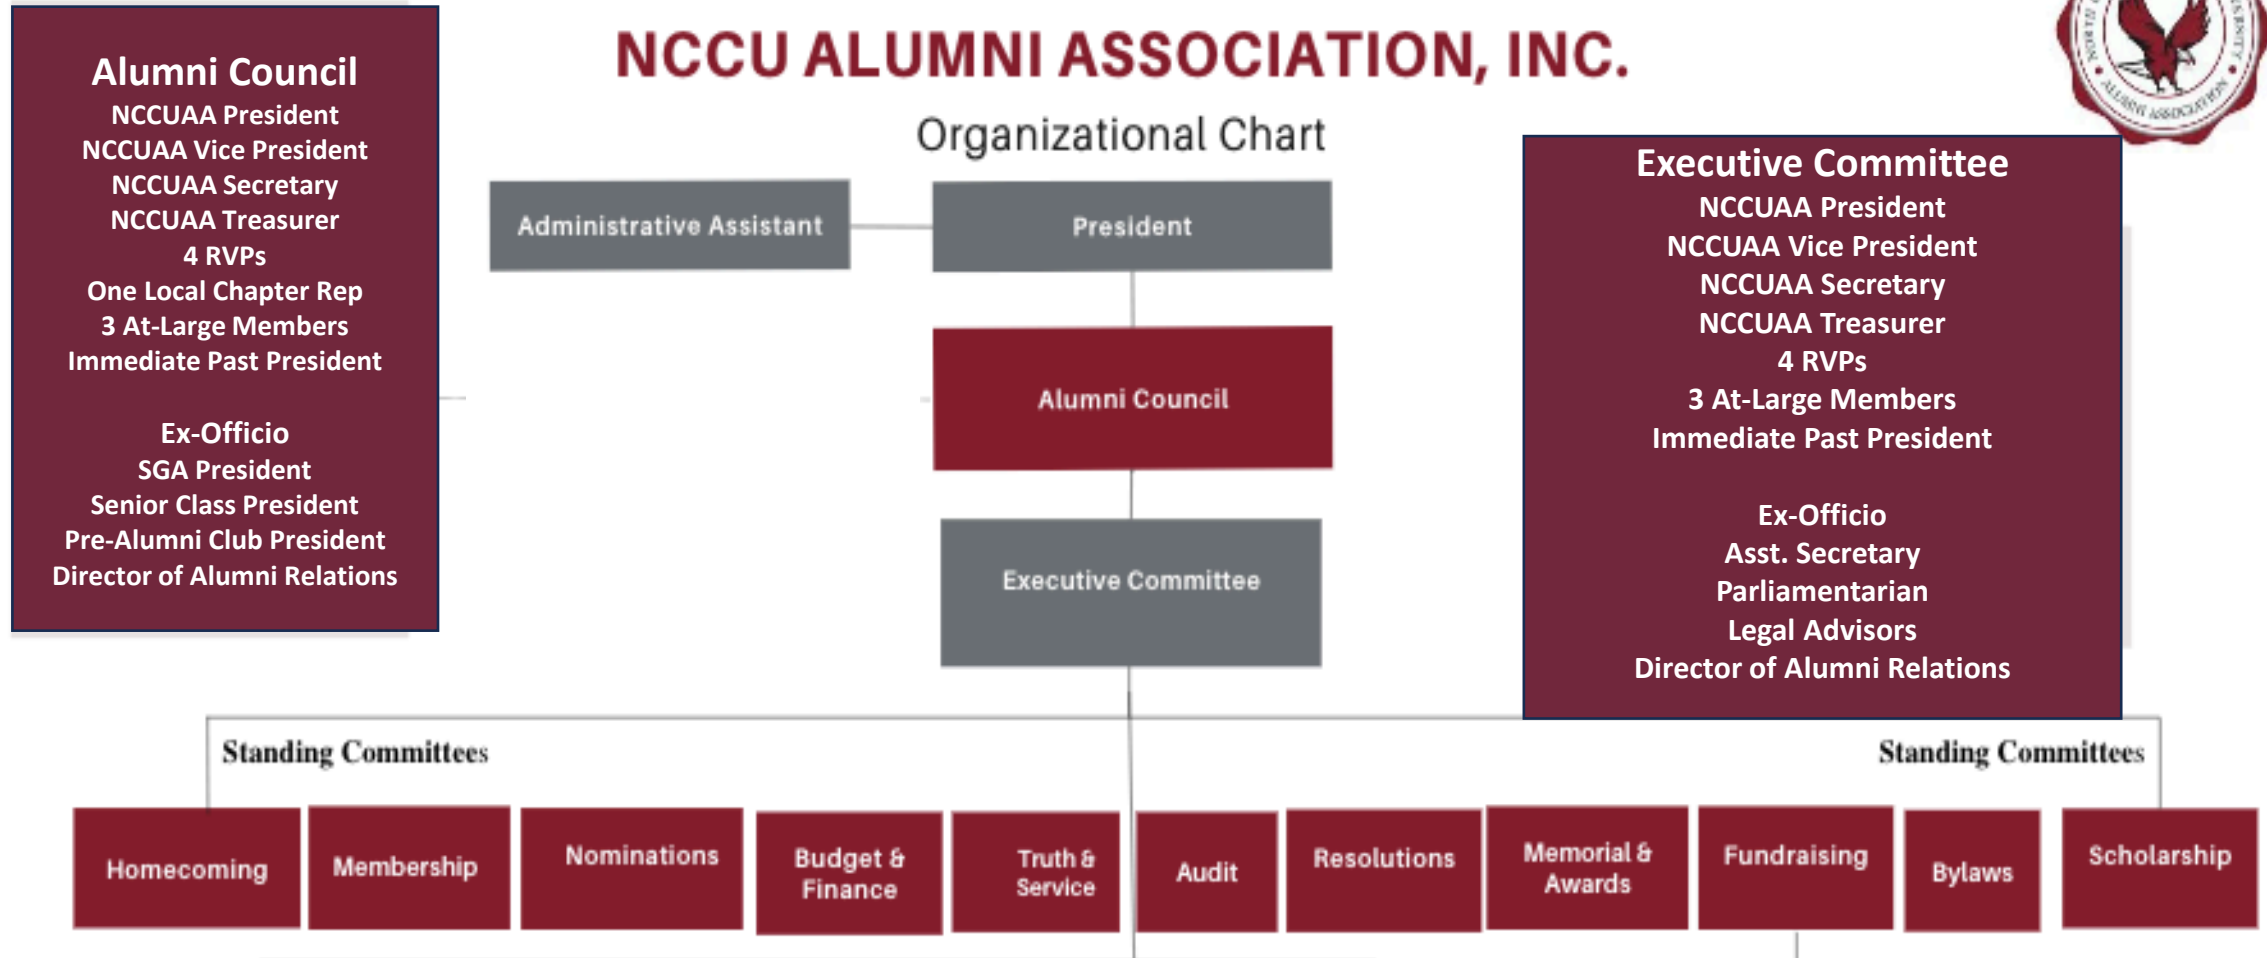 NCCU ALUMNI ASSOCIATION, INC.
Organizational Chart
Alumni Council
NCCUAA President
NCCUAA Vice President
NCCUAA Secretary
NCCUAA Treasurer
4 RVPs
One Local Chapter Rep
3 At-Large Members
Immediate Past President
Ex-Officio
SGA President
Senior Class President
Pre-Alumni Club President
Director of Alumni Relations
Administrative Assistant
President
Alumni Council
Executive Committee
ALUMNI ASSOCIATION
Executive Committee
NCCUAA President
NCCUAA Vice President
NCCUAA Secretary
NCCUAA Treasurer
4 RVPs
3 At-Large Members
Immediate Past President
Ex-Officio
Asst. Secretary
Parliamentarian
Legal Advisors
Director of Alumni Relations
Standing Committees
Standing Committees
Homecoming
Membership
Nominations
Budget &
Finance
Truth &
Service
Audit
Resolutions
Memorial &
Awards
Fundraising
Bylaws
Scholarship